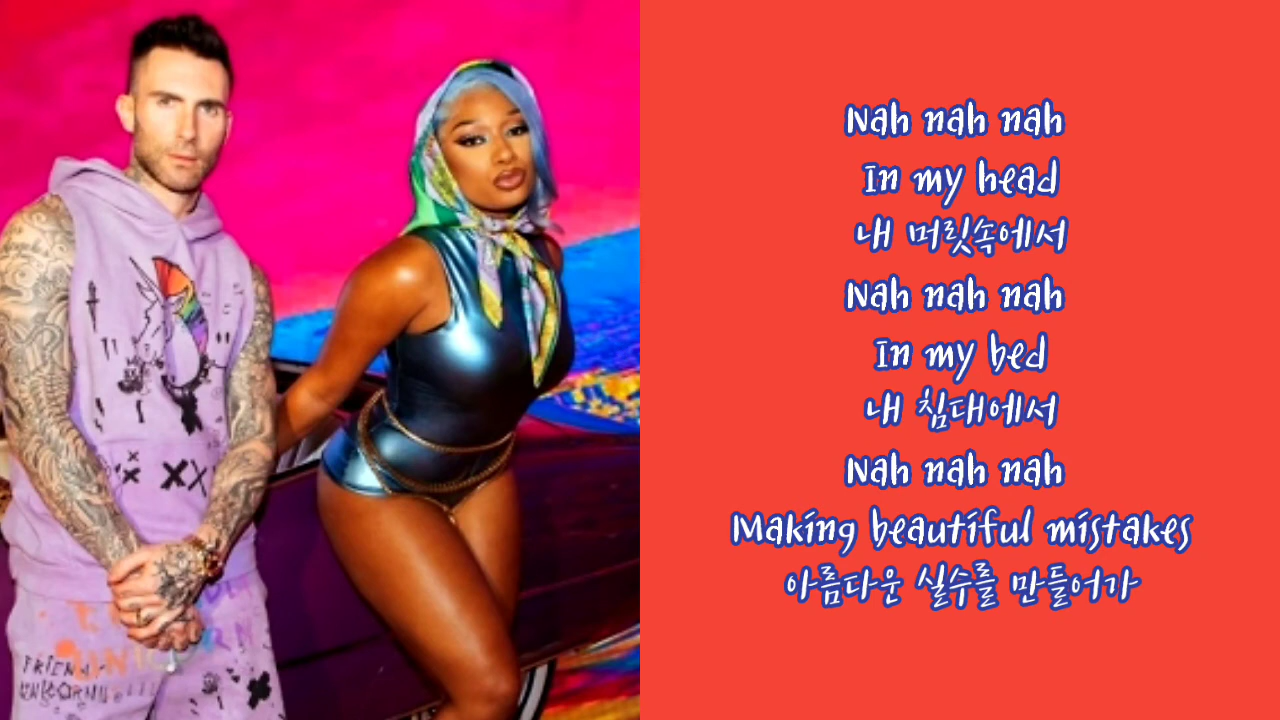 Nah nah nah
In my head
내 머릿속에서
Nah nah nah
In my bed
내 침대에서
Nah nah nah
Making beautiful mistakes
아름다운 실수를 만들어가
XX